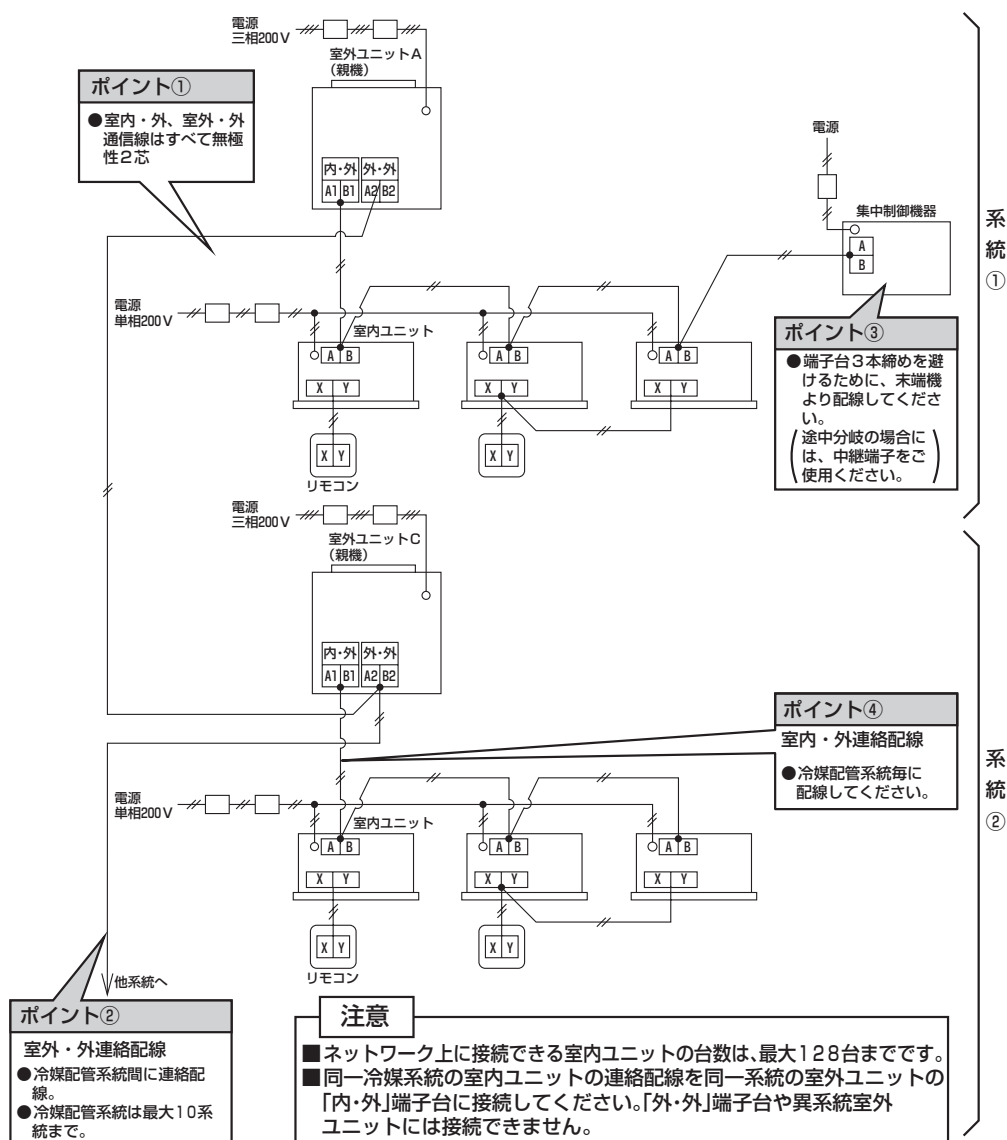 電源
三相200V
室外ユニットA
(親機)
ポイント①
●室内・外、室外・外
通信線はすべて無極
性2芯
内・外 外・外
A1 B1 A2 B2
電源
集中制御機器
A
B
系統①
電源
単相200V
室内ユニット
A B
A B
A B
X Y
X Y
X Y
X Y
リモコン
X Y
ポイント③
●端子台3本締めを避
けるために、末端機
より配線してくださ
い。
(途中分岐の場合に
は、中継端子をご
使用ください。)
電源
三相200V
室外ユニットC
(親機)
内・外 外・外
A1 B1 A2 B2
ポイント④
室内・外連絡配線
●冷媒配管系統毎に
配線してください。
系統②
電源
単相200V
室内ユニット
A B
A B
A B
X Y
X Y
X Y
X Y
リモコン
X Y
他系統へ
ポイント②
室外・外連絡配線
●冷媒配管系統間に連絡配
線。
●冷媒配管系統は最大10系
統まで。
注意
■ネットワーク上に接続できる室内ユニットの台数は、最大128台までです。
■同一冷媒系統の室内ユニットの連絡配線を同一系統の室外ユニットの
「内・外」端子台に接続してください。「外・外」端子台や異系統室外
ユニットには接続できません。